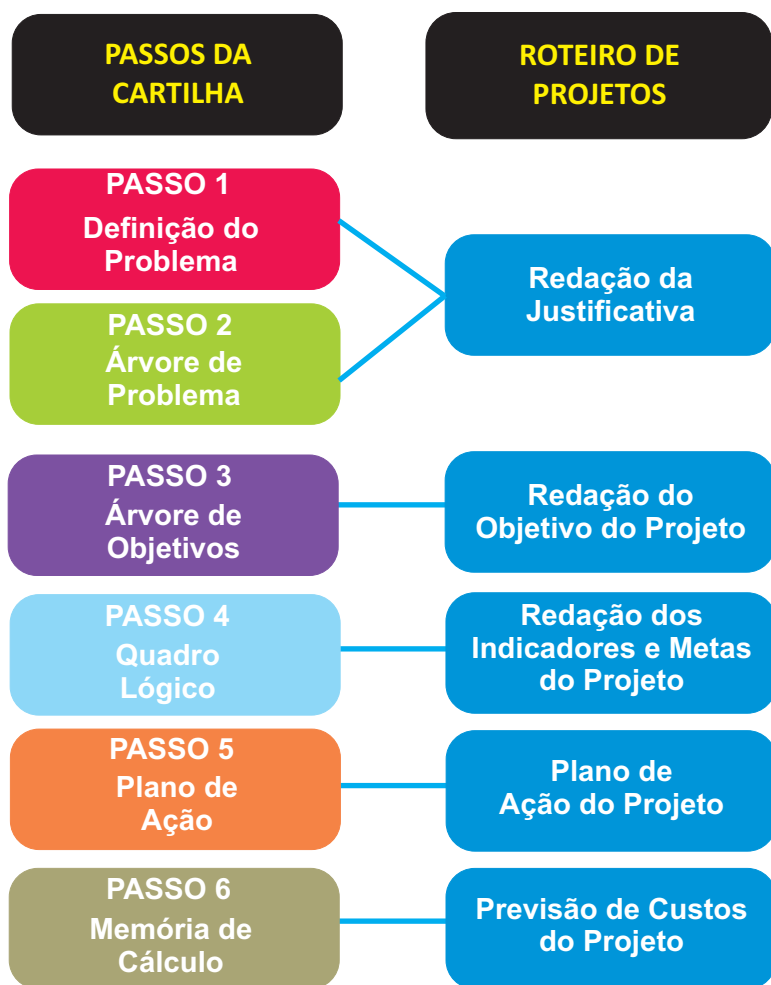 PASSOS DA
CARTILHA
ROTEIRO DE
PROJETOS
PASSO 1
Definição do
Problema
PASSO 2
Árvore de
Problema
Redação da
Justificativa
PASSO 3
Árvore de
Objetivos
Redação do
Objetivo do Projeto
PASSO 4
Quadro
Lógico
Redação dos
Indicadores e Metas
do Projeto
PASSO 5
Plano de
Ação
Plano de
Ação do Projeto
PASSO 6
Memória de
Cálculo
Previsão de Custos
do Projeto